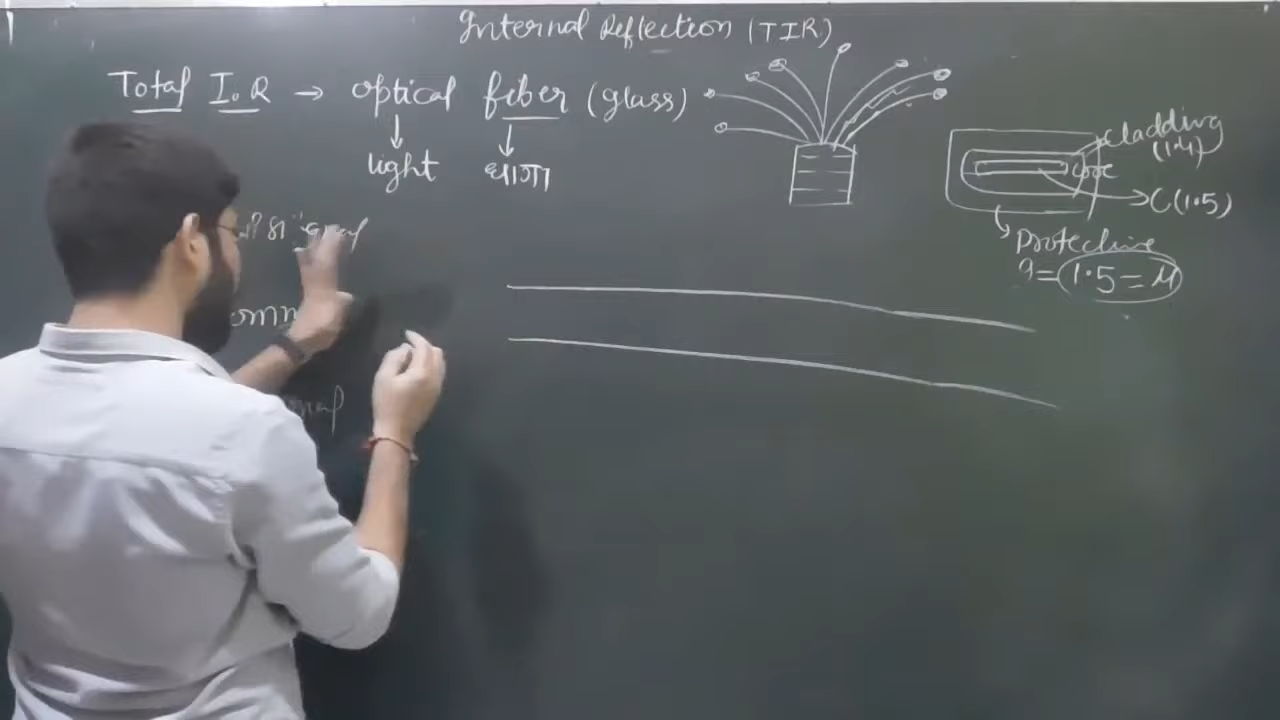 Internal Reflection (TIR)
Total I.R → optical fiber (glass)
light धागा
cladding
(1.4)
core
C (1.5)
Protective
g = 1.5 = μ